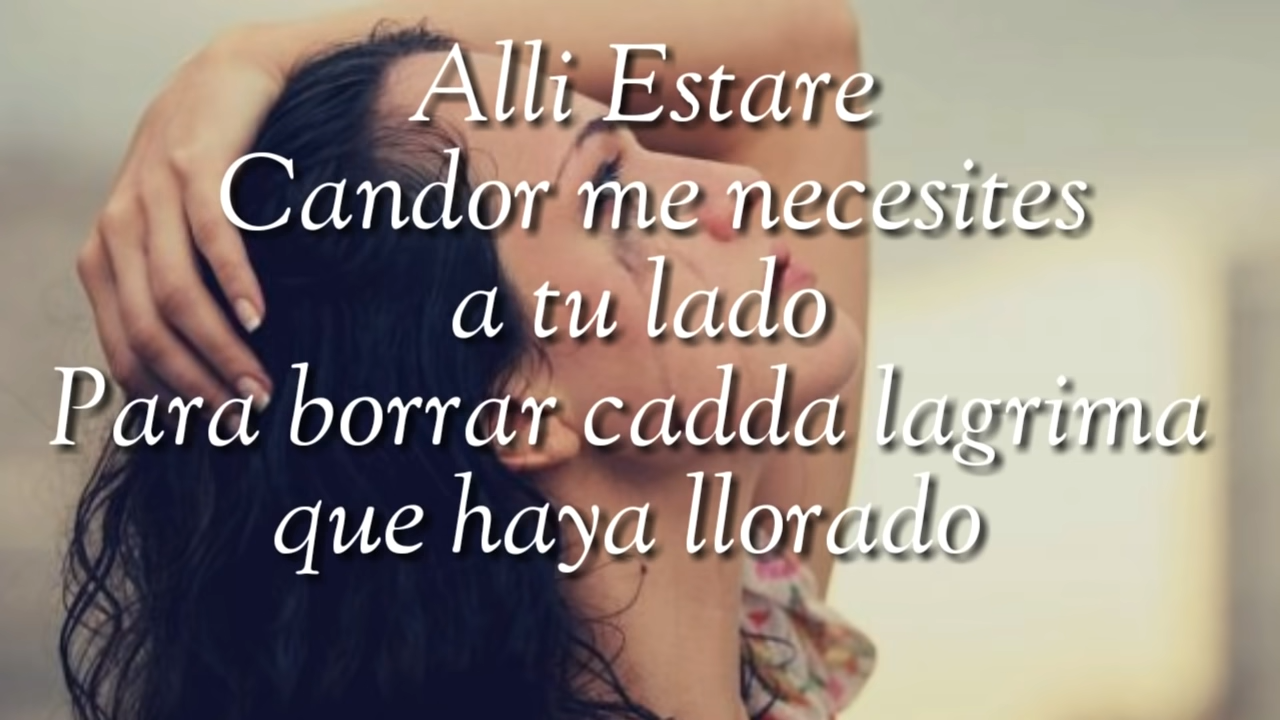 Alli Estare
Candor me necesites
a tu lado
Para borrar cadda lagrima
que haya llorado